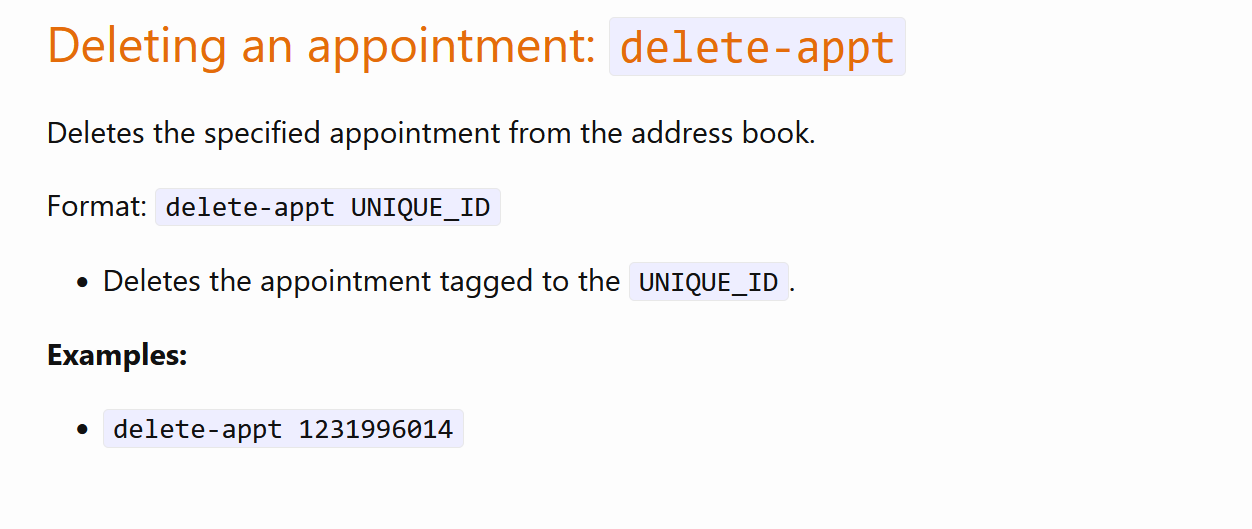 Deleting an appointment: delete-appt
Deletes the specified appointment from the address book.
Format: delete-appt UNIQUE_ID
• Deletes the appointment tagged to the UNIQUE_ID.
Examples:
• delete-appt 1231996014